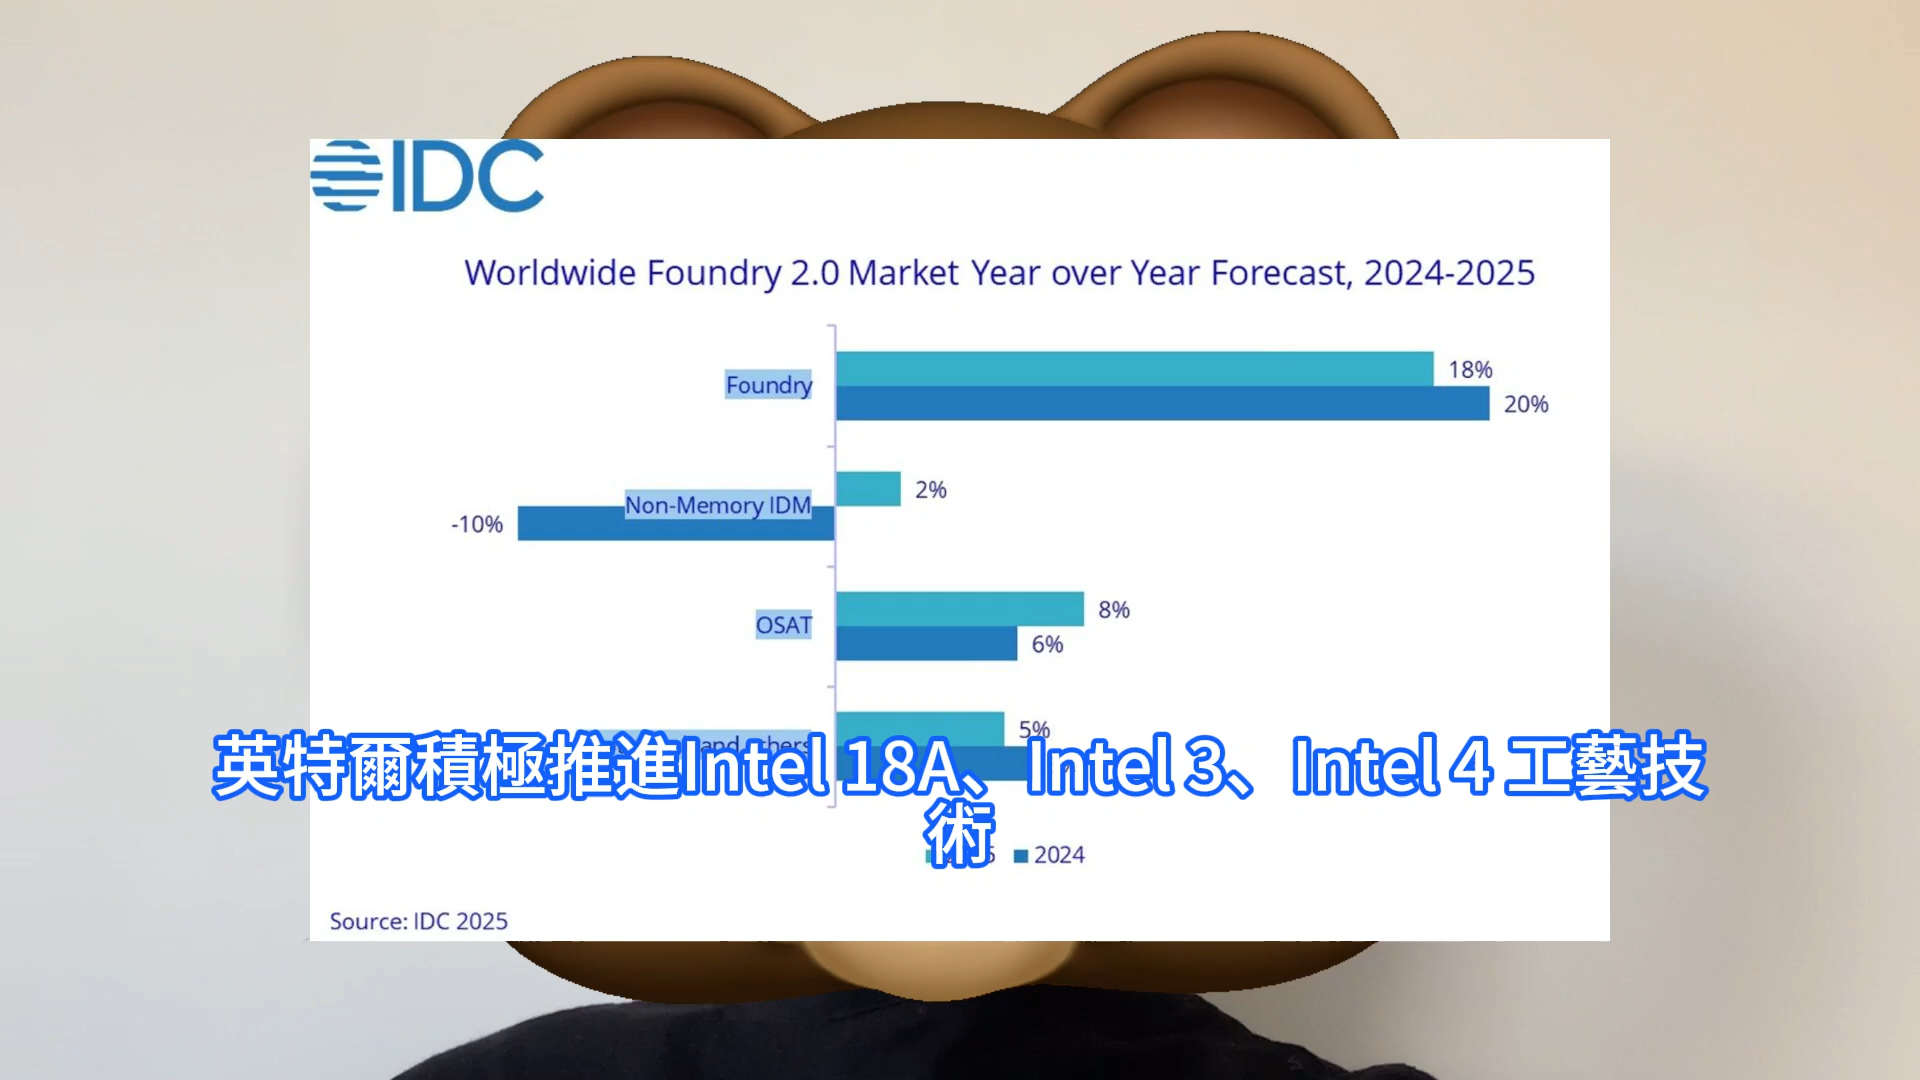 IDC
Worldwide Foundry 2.0 Market Year over Year Forecast, 2024-2025
18%
Foundry
20%
2%
Non-Memory IDM
-10%
8%
OSAT
6%
5%
英特爾積極推進Intel 18A、Intel 3、Intel 4 工藝技
術
2024
Source: IDC 2025